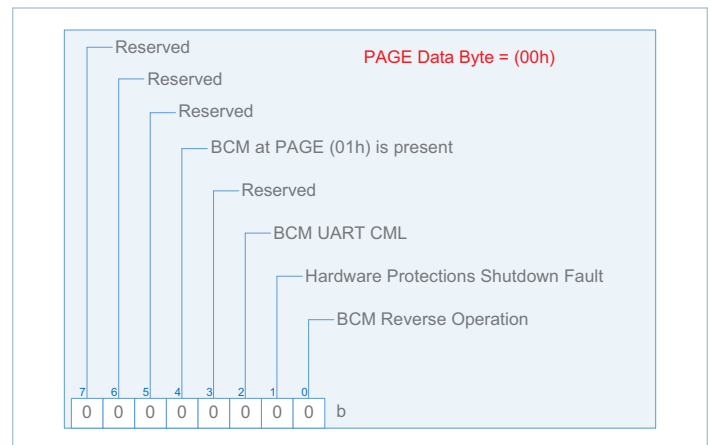 Reserved
PAGE Data Byte = (00h)
Reserved
Reserved
BCM at PAGE (01h) is present
Reserved
BCM UART CML
Hardware Protections Shutdown Fault
BCM Reverse Operation
7 6 5 4 3 2 1 0
0 0 0 0 0 0 0 0 b